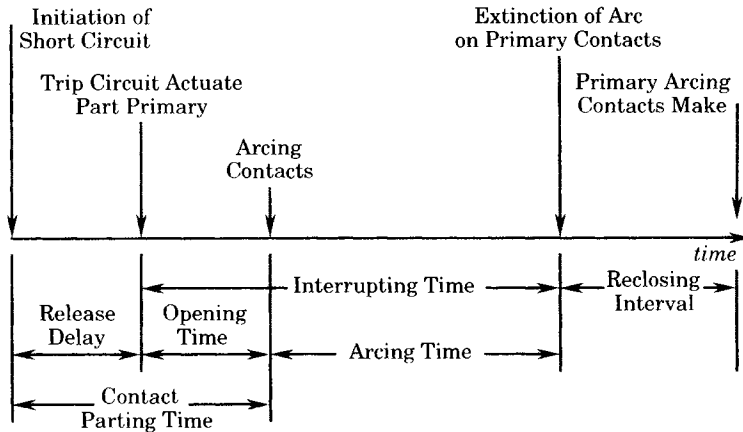 Initiation of
Short Circuit
Extinction of Arc
on Primary Contacts
Trip Circuit Actuate
Part Primary
Primary Arcing
Contacts Make
Arcing
Contacts
time
Interrupting Time
Reclosing
Interval
Release
Delay
Opening
Time
Arcing Time
Contact
Parting Time